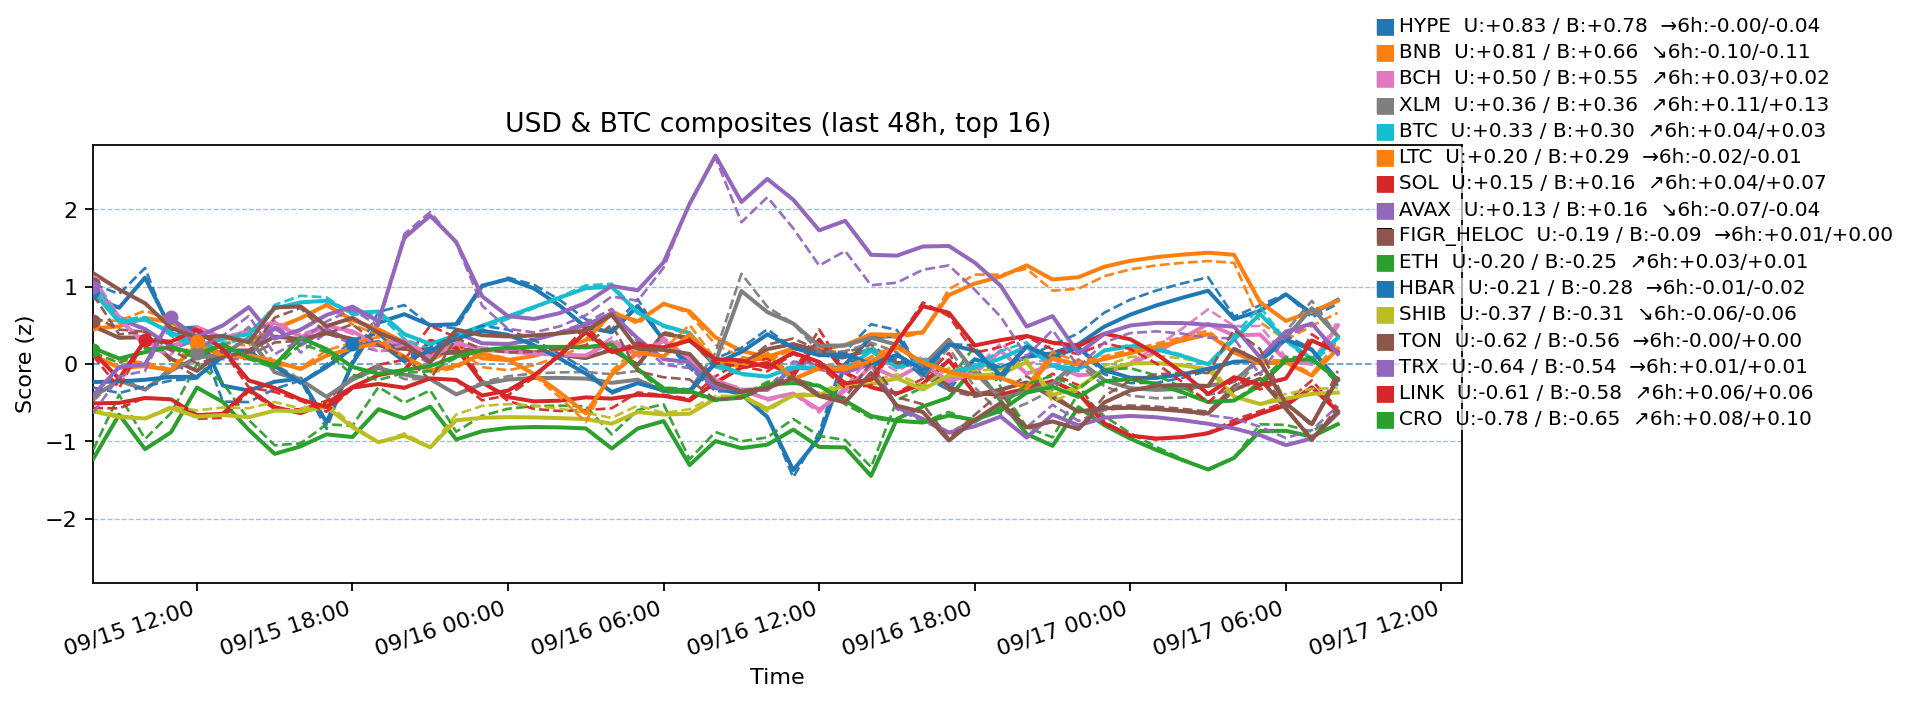 HYPE  U:+0.83 / B:+0.78  →6h:-0.00/-0.04
BNB  U:+0.81 / B:+0.66  ↘6h:-0.10/-0.11
BCH  U:+0.50 / B:+0.55  ↗6h:+0.03/+0.02
XLM  U:+0.36 / B:+0.36  ↗6h:+0.11/+0.13
BTC  U:+0.33 / B:+0.30  ↗6h:+0.04/+0.03
LTC  U:+0.20 / B:+0.29  →6h:-0.02/-0.01
SOL  U:+0.15 / B:+0.16  ↗6h:+0.04/+0.07
AVAX  U:+0.13 / B:+0.16  ↘6h:-0.07/-0.04
FIGR_HELOC  U:-0.19 / B:-0.09  →6h:+0.01/+0.00
ETH  U:-0.20 / B:-0.25  ↗6h:+0.03/+0.01
HBAR  U:-0.21 / B:-0.28  →6h:-0.01/-0.02
SHIB  U:-0.37 / B:-0.31  ↘6h:-0.06/-0.06
TON  U:-0.62 / B:-0.56  →6h:-0.00/+0.00
TRX  U:-0.64 / B:-0.54  →6h:+0.01/+0.01
LINK  U:-0.61 / B:-0.58  ↗6h:+0.06/+0.06
CRO  U:-0.78 / B:-0.65  ↗6h:+0.08/+0.10
USD & BTC composites (last 48h, top 16)
Score (z)
2
1
0
−1
−2
09/15 12:00
09/15 18:00
09/16 00:00
09/16 06:00
09/16 12:00
09/16 18:00
09/17 00:00
09/17 06:00
09/17 12:00
Time